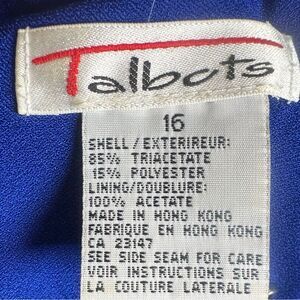 Talbots
16
SHELL/EXTERIREUR:
85% TRIACETATE
15% POLYESTER
LINING/DOUBLURE:
100% ACETATE
MADE IN HONG KONG
FABRIQUE EN HONG KONG
CA 23147
SEE SIDE SEAM FOR CARE
VOIR INSTRUCTIONS SUR
LA COUTURE LATERALE